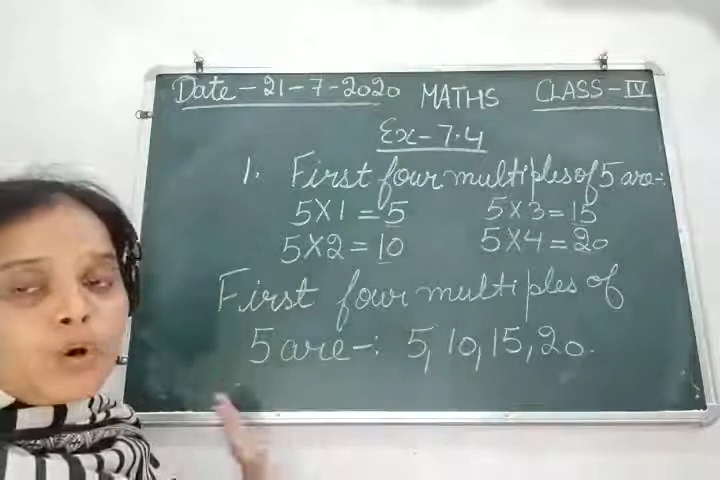 Date - 21-7-2020 MATHS CLASS - IV
Ex - 7.4
1. First four multiples of 5 are -:
5X1 = 5 5X3 = 15
5X2 = 10 5X4 = 20
First four multiples of
5 are -: 5, 10, 15, 20.